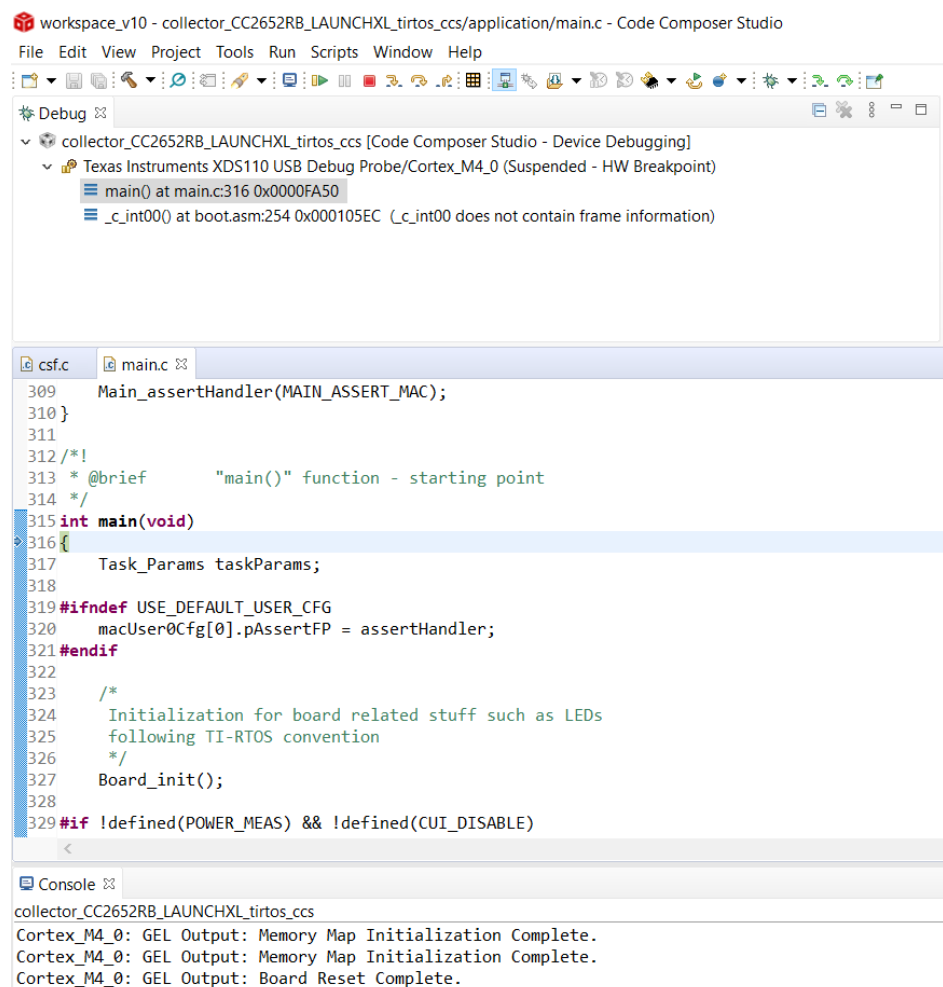 workspace_v10 - collector_CC2652RB_LAUNCHXL_tirtos_ccs/application/main.c - Code Composer Studio
File Edit View Project Tools Run Scripts Window Help
Debug
collector_CC2652RB_LAUNCHXL_tirtos_ccs [Code Composer Studio - Device Debugging]
Texas Instruments XDS110 USB Debug Probe/Cortex_M4_0 (Suspended - HW Breakpoint)
main() at main.c:316 0x0000FA50
_c_int00() at boot.asm:254 0x000105EC (_c_int00 does not contain frame information)
csf.c main.c
309 Main_assertHandler(MAIN_ASSERT_MAC);
310 }
311
312 /*!
313 * @brief "main()" function - starting point
314 */
315 int main(void)
316 {
317 Task_Params taskParams;
318
319 #ifndef USE_DEFAULT_USER_CFG
320 macUser0Cfg[0].pAssertFP = assertHandler;
321 #endif
322
323 /*
324 Initialization for board related stuff such as LEDs
325 following TI-RTOS convention
326 */
327 Board_init();
328
329 #if !defined(POWER_MEAS) && !defined(CUI_DISABLE)
Console
collector_CC2652RB_LAUNCHXL_tirtos_ccs
Cortex_M4_0: GEL Output: Memory Map Initialization Complete.
Cortex_M4_0: GEL Output: Memory Map Initialization Complete.
Cortex_M4_0: GEL Output: Board Reset Complete.